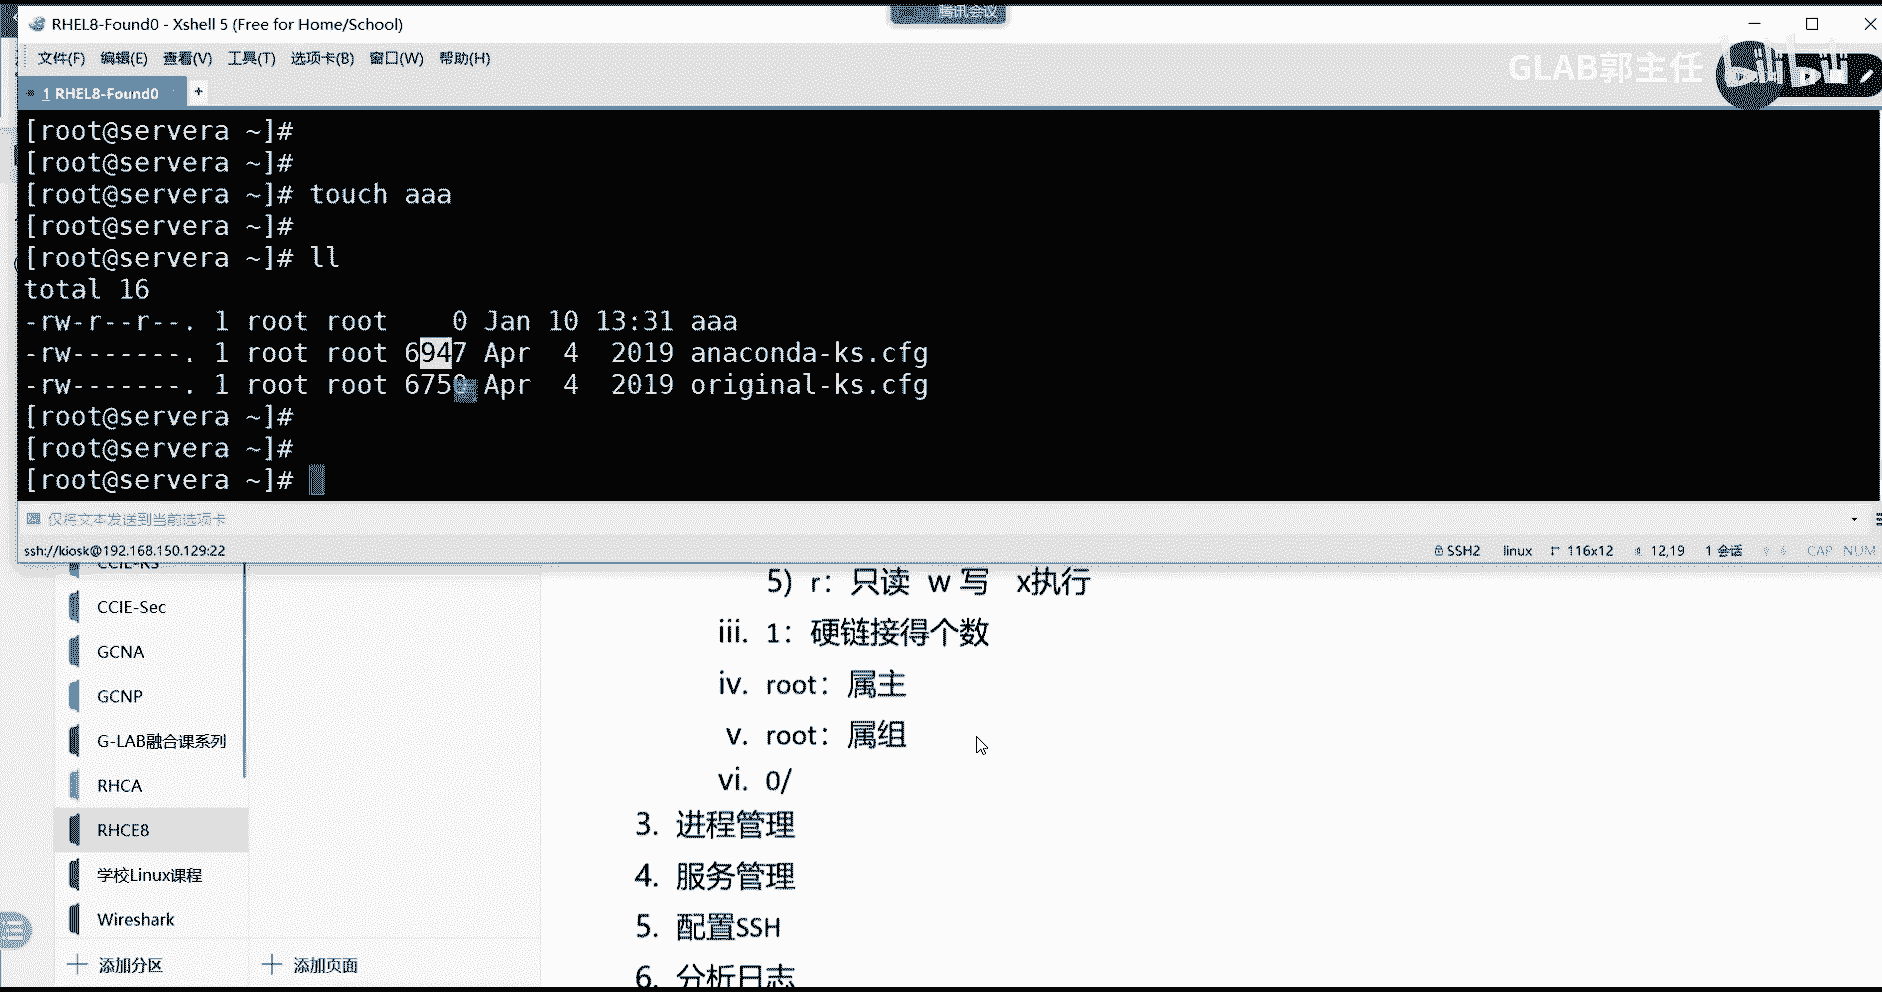 腾讯会议
RHEL8-Found0 - Xshell 5 (Free for Home/School)
文件(F) 编辑(E) 查看(V) 工具(T) 选项卡(B) 窗口(W) 帮助(H)
GLAB郭主任 bilibili
1 RHEL8-Found0 +
[root@servera ~]#
[root@servera ~]#
[root@servera ~]# touch aaa
[root@servera ~]#
[root@servera ~]# ll
total 16
-rw-r--r--. 1 root root 0 Jan 10 13:31 aaa
-rw-------. 1 root root 6947 Apr 4 2019 anaconda-ks.cfg
-rw-------. 1 root root 675 Apr 4 2019 original-ks.cfg
[root@servera ~]#
[root@servera ~]#
[root@servera ~]#
仅将文本发送到当前选项卡
ssh://kiosk@192.168.150.129:22 SSH2 linux 116x12 12,19 1 会话 CAP NUM
CCIE-RS
CCIE-Sec
GCNA
GCNP
G-LAB融合课系列
RHCA
RHCE8
学校Linux课程
Wireshark
添加分区 添加页面
5) r：只读 w 写 x执行
iii. 1：硬链接得个数
iv. root：属主
v. root：属组
vi. 0/
3. 进程管理
4. 服务管理
5. 配置SSH
6. 分析日志